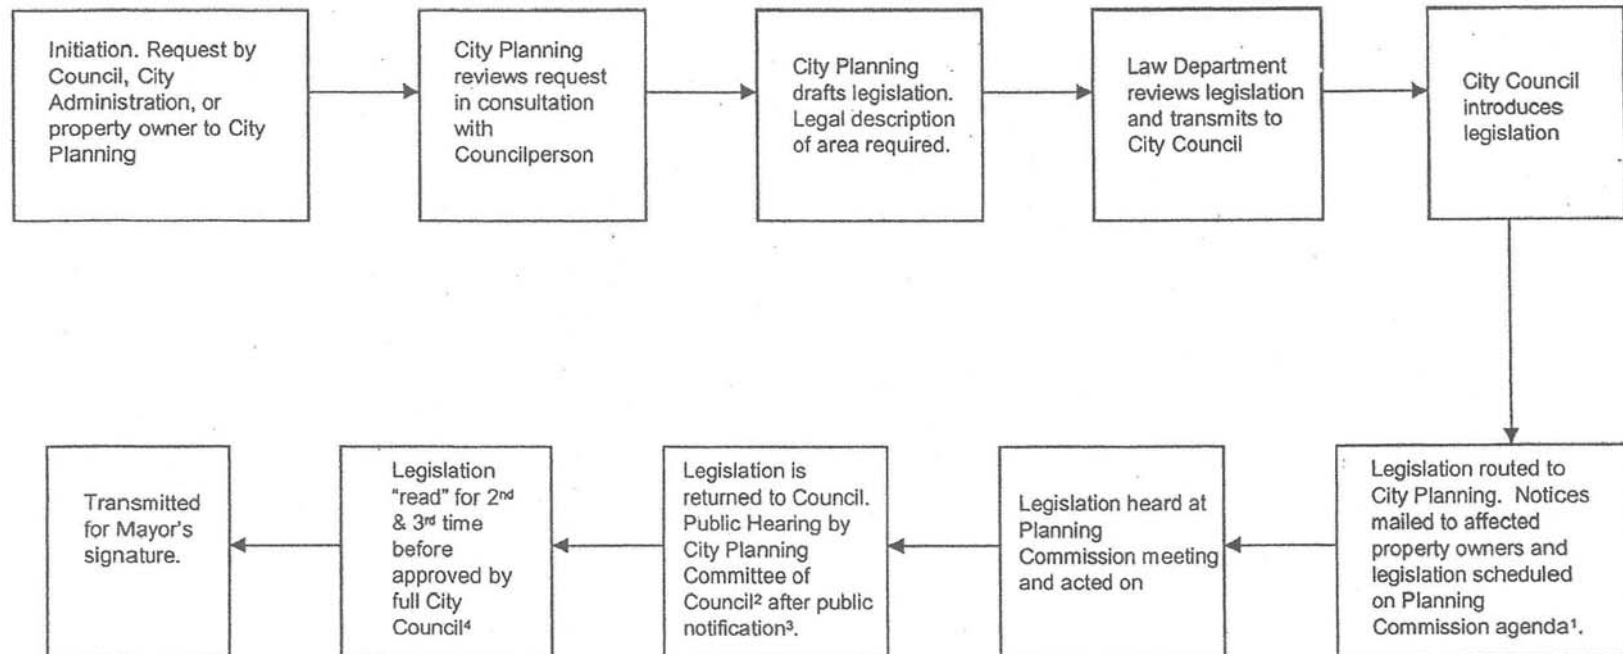 Initiation. Request by
Council, City
Administration, or
property owner to City
Planning
City Planning
reviews request
in consultation
with
Councilperson
City Planning
drafts legislation.
Legal description
of area required.
Law Department
reviews legislation
and transmits to
City Council
City Council
introduces
legislation
Legislation routed to
City Planning. Notices
mailed to affected
property owners and
legislation scheduled
on Planning
Commission agenda¹.
Legislation heard at
Planning
Commission meeting
and acted on
Legislation is
returned to Council.
Public Hearing by
City Planning
Committee of
Council² after public
notification³.
Legislation
"read" for 2ⁿᵈ
& 3ʳᵈ time
before
approved by
full City
Council⁴
Transmitted
for Mayor's
signature.